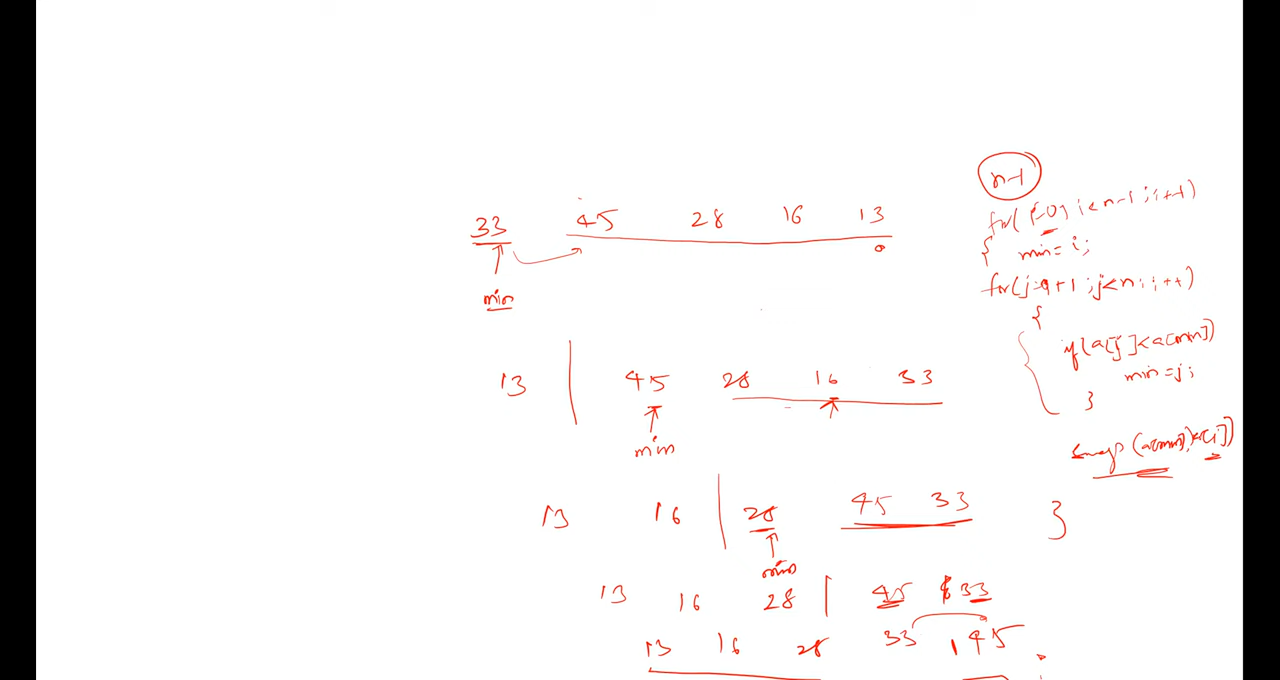 33 45 28 16 13
min
13 | 45 28 16 33
min
13 16 | 28 45 33
min
13 16 28 | 45 33
13 16 28 33 | 45
n-1
for( i=0; i<n-1; i++)
{ min= i;
for(j=i+1; j<n; j++)
{
if(a[j]<a[min])
min=j;
}
swap (a[min], a[i])
}